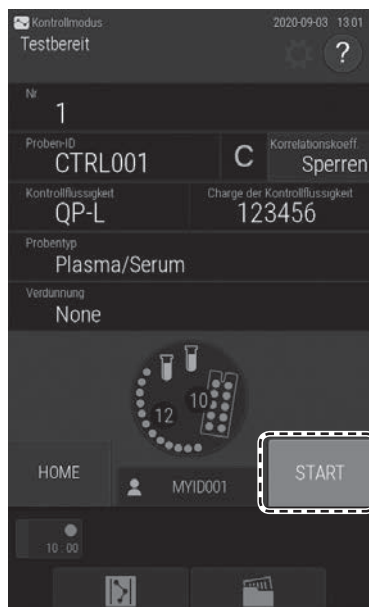 Kontrollmodus 2020-09-03 13:01
Testbereit
?
Nr.
1
Proben-ID Korrelationskoeff.
CTRL001 C Sperren
Kontrollflüssigkeit Charge der Kontrollflüssigkeit
QP-L 123456
Probentyp
Plasma/Serum
Verdünnung
None
12 10
HOME MYID001 START
10:00